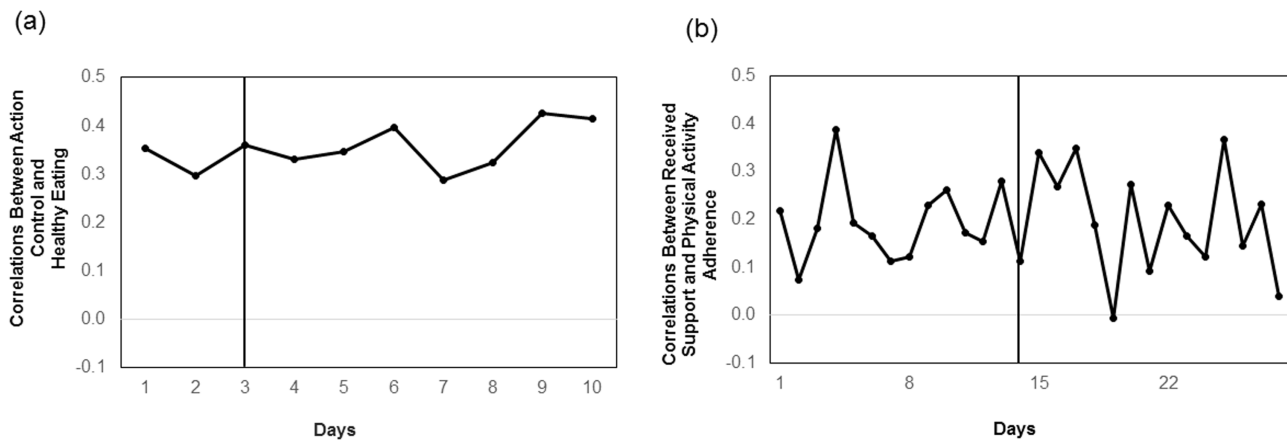 (a)
Correlations Between Action
Control and
Healthy Eating
0.5
0.4
0.3
0.2
0.1
0.0
-0.1
1 2 3 4 5 6 7 8 9 10
Days
(b)
Correlations Between Received
Support and Physical Activity
Adherence
0.5
0.4
0.3
0.2
0.1
0.0
-0.1
1 8 15 22
Days